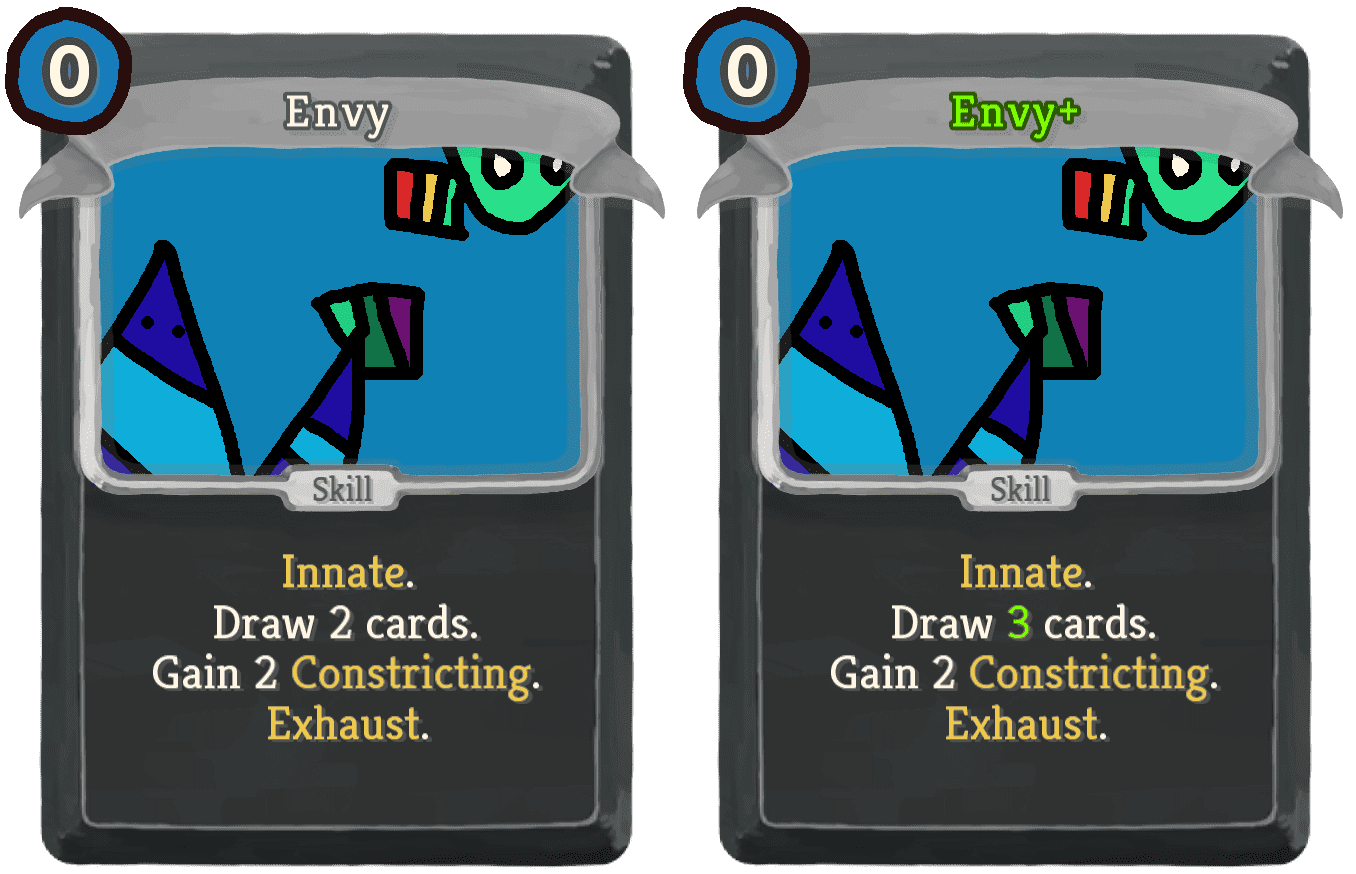 0
Envy
Skill
Innate.
Draw 2 cards.
Gain 2 Constricting.
Exhaust.
0
Envy+
Skill
Innate.
Draw 3 cards.
Gain 2 Constricting.
Exhaust.